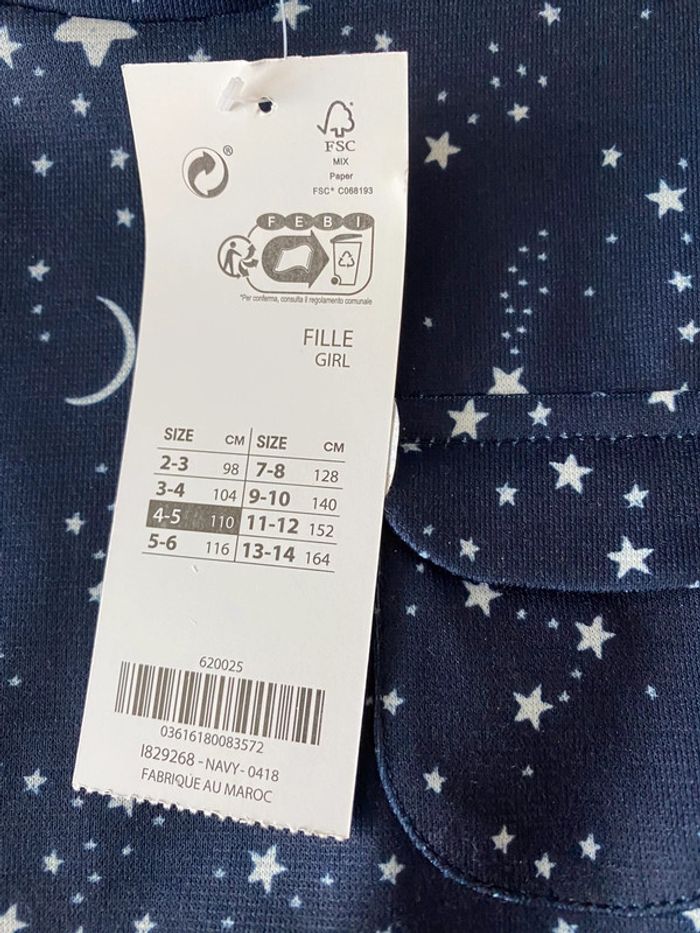 ®
FSC
MIX
Paper
FSC® C068193
F E B I
*Per conferma, consulta il regolamento comunale
FILLE
GIRL
SIZE CM SIZE CM
2-3 98 7-8 128
3-4 104 9-10 140
4-5 110 11-12 152
5-6 116 13-14 164
620025
03616180083572
I829268 - NAVY - 0418
FABRIQUE AU MAROC